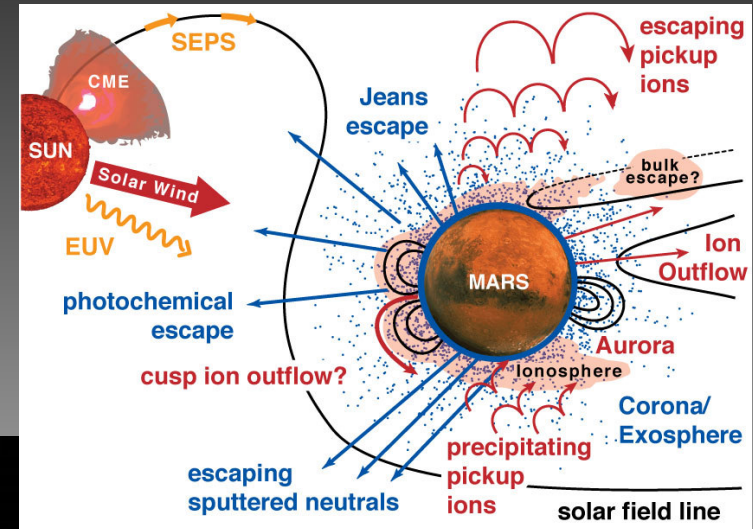 SEPS
CME
SUN
Solar Wind
EUV
Jeans
escape
escaping
pickup
ions
bulk
escape?
Ion
Outflow
MARS
photochemical
escape
cusp ion outflow?
Aurora
Ionosphere
Corona/
Exosphere
precipitating
pickup
ions
escaping
sputtered neutrals
solar field line